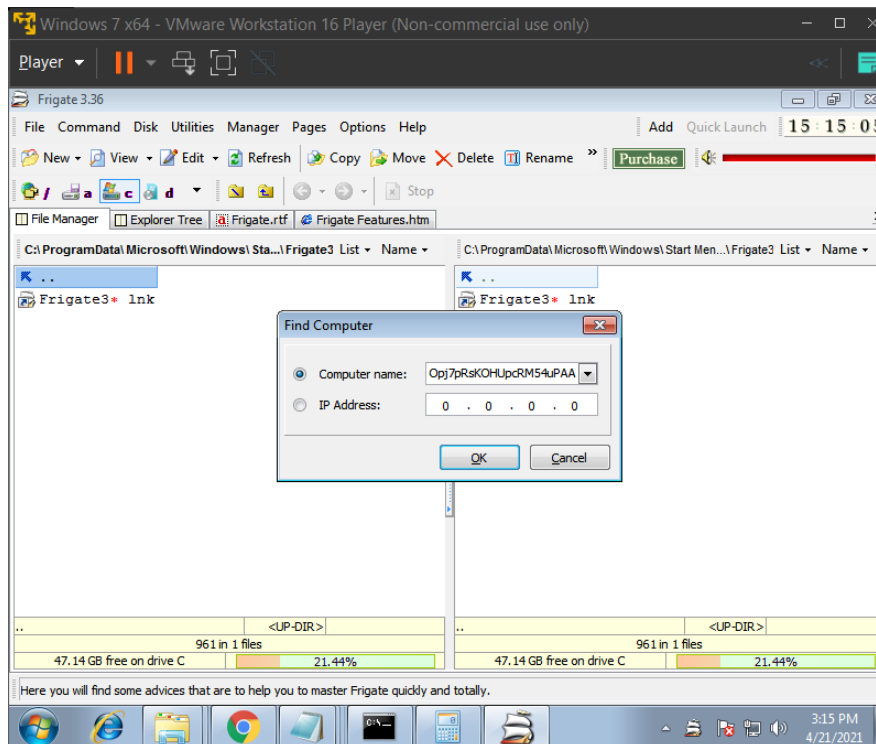 Windows 7 x64 - VMware Workstation 16 Player (Non-commercial use only)
Player
Frigate 3.36
File Command Disk Utilities Manager Pages Options Help Add Quick Launch 15:15:0
New View Edit Refresh Copy Move Delete Rename » Purchase
/ a c d Stop
File Manager Explorer Tree Frigate.rtf Frigate Features.htm
C:\ProgramData\Microsoft\Windows\Sta...\Frigate3 List Name C:\ProgramData\Microsoft\Windows\Start Men...\Frigate3 List Name
.. ..
Frigate3* lnk Frigate3* lnk
Find Computer
Computer name: Opj7pRsKOHUpcRM54uPAA
IP Address: 0 . 0 . 0 . 0
OK Cancel
.. <UP-DIR> .. <UP-DIR>
961 in 1 files 961 in 1 files
47.14 GB free on drive C 21.44% 47.14 GB free on drive C 21.44%
Here you will find some advices that are to help you to master Frigate quickly and totally.
3:15 PM
4/21/2021